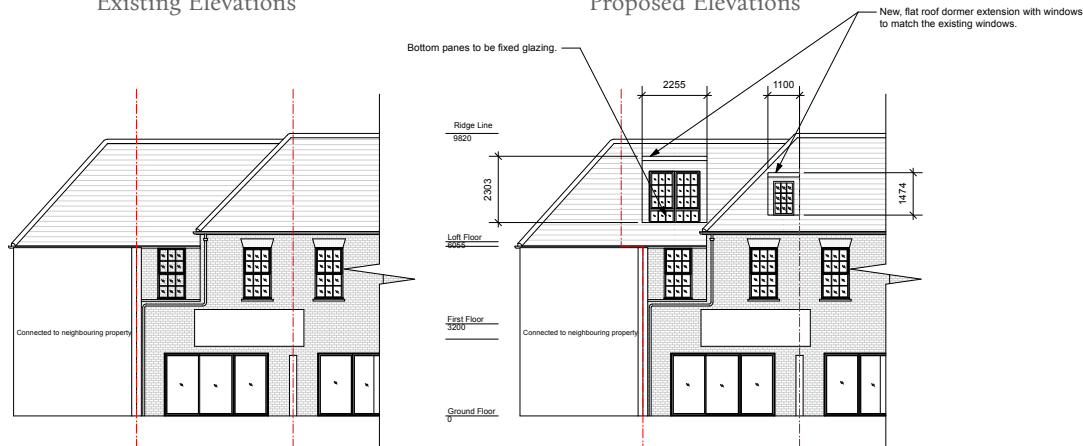 Existing Elevations
Proposed Elevations
New, flat roof dormer extension with windows
to match the existing windows.
Bottom panes to be fixed glazing.
2255
1100
Ridge Line
9820
2303
1474
Loft Floor
6055
Connected to neighbouring property
First Floor
3200
Connected to neighbouring property
Ground Floor
0